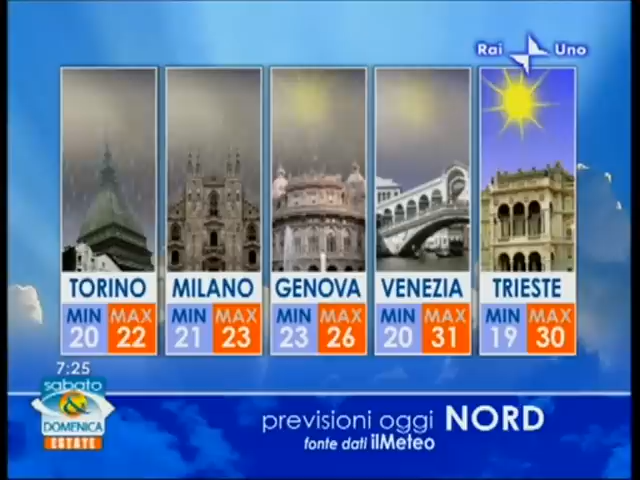 Rai Uno
TORINO
MIN MAX
20 22
MILANO
MIN MAX
21 23
GENOVA
MIN MAX
23 26
VENEZIA
MIN MAX
20 31
TRIESTE
MIN MAX
19 30
7:25
sabato
&
DOMENICA
ESTATE
previsioni oggi NORD
fonte dati ilMeteo